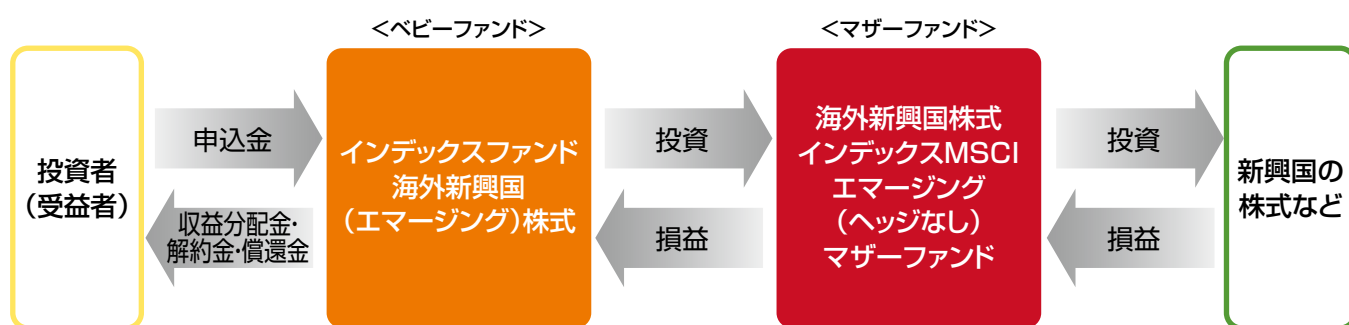 ＜ベビーファンド＞
＜マザーファンド＞
投資者
（受益者）
申込金
収益分配金・
解約金・償還金
インデックスファンド
海外新興国
（エマージング）株式
投資
損益
海外新興国株式
インデックスMSCI
エマージング
（ヘッジなし）
マザーファンド
投資
損益
新興国の
株式など